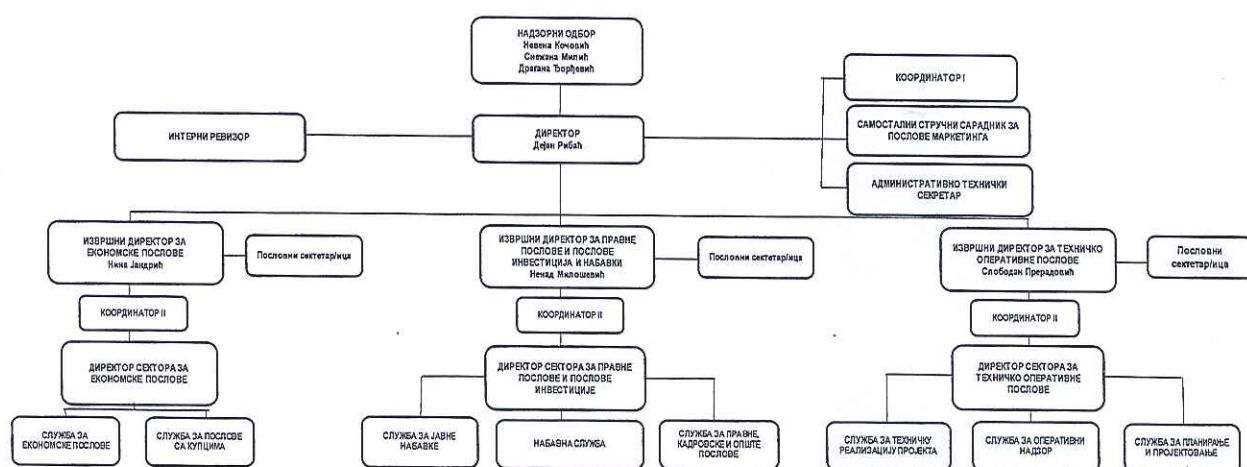 НАДЗОРНИ ОДБОР
Невена Кочовић
Снежана Милић
Драгана Ђорђевић
КООРДИНАТОР I
ИНТЕРНИ РЕВИЗОР
ДИРЕКТОР
Дејан Рибаћ
САМОСТАЛНИ СТРУЧНИ САРАДНИК ЗА
ПОСЛОВЕ МАРКЕТИНГА
АДМИНИСТРАТИВНО ТЕХНИЧКИ
СЕКРЕТАР
ИЗВРШНИ ДИРЕКТОР ЗА
ЕКОНОМСКЕ ПОСЛОВЕ
Нина Јандрић
Пословни сектетар/ица
ИЗВРШНИ ДИРЕКТОР ЗА ПРАВНЕ
ПОСЛОВЕ И ПОСЛОВЕ
ИНВЕСТИЦИЈА И НАБАВКИ
Ненад Милошевић
Пословни сектетар/ица
ИЗВРШНИ ДИРЕКТОР ЗА ТЕХНИЧКО
ОПЕРАТИВНЕ ПОСЛОВЕ
Слободан Прерадовић
Пословни
сектетар/ица
КООРДИНАТОР II
КООРДИНАТОР II
КООРДИНАТОР II
ДИРЕКТОР СЕКТОРА ЗА
ЕКОНОМСКЕ ПОСЛОВЕ
ДИРЕКТОР СЕКТОРА ЗА ПРАВНЕ
ПОСЛОВЕ И ПОСЛОВЕ
ИНВЕСТИЦИЈЕ
ДИРЕКТОР СЕКТОРА ЗА
ТЕХНИЧКО ОПЕРАТИВНЕ
ПОСЛОВЕ
СЛУЖБА ЗА
ЕКОНОМСКЕ ПОСЛОВЕ
СЛУЖБА ЗА ПОСЛОВЕ
СА КУПЦИМА
СЛУЖБА ЗА ЈАВНЕ
НАБАВКЕ
НАБАВНА СЛУЖБА
СЛУЖБА ЗА ПРАВНЕ,
КАДРОВСКЕ И ОПШТЕ
ПОСЛОВЕ
СЛУЖБА ЗА ТЕХНИЧКУ
РЕАЛИЗАЦИЈУ ПРОЈЕКТА
СЛУЖБА ЗА ОПЕРАТИВНИ
НАДЗОР
СЛУЖБА ЗА ПЛАНИРАЊЕ
И ПРОЈЕКТОВАЊЕ